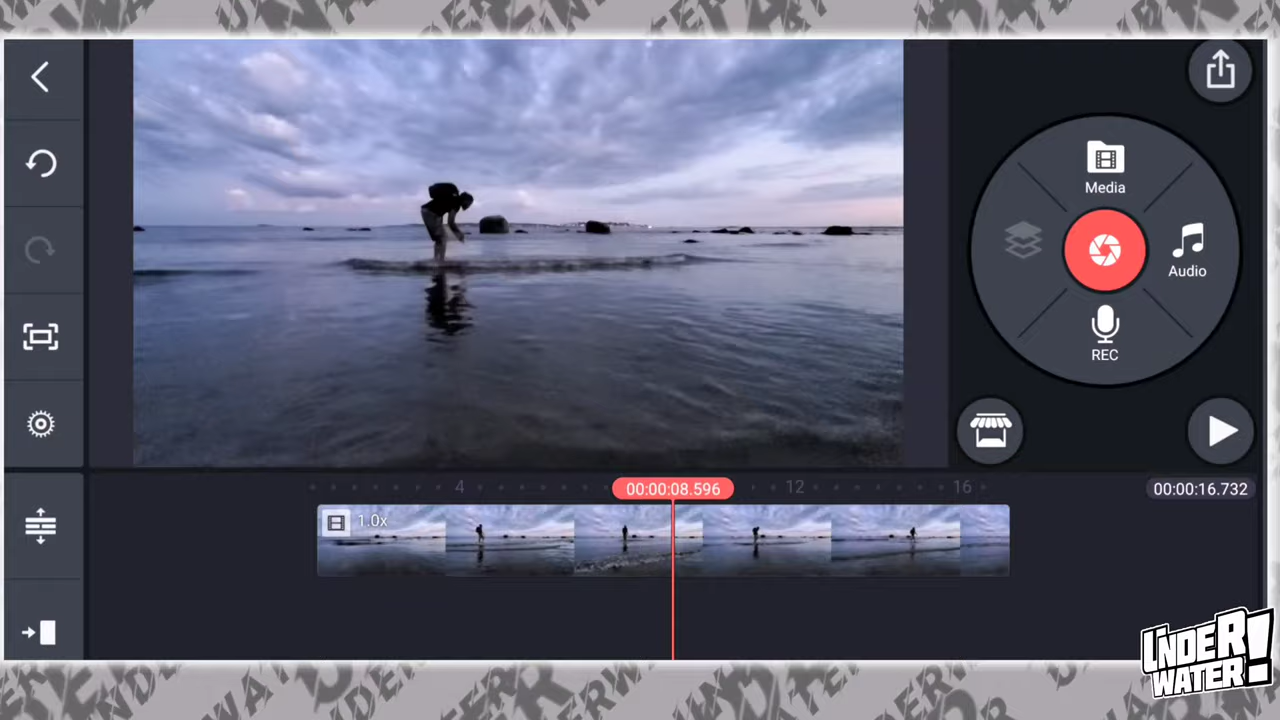 Media
Audio
REC
4
00:00:08.596
12
16
00:00:16.732
1.0x
UNDER
WATER!